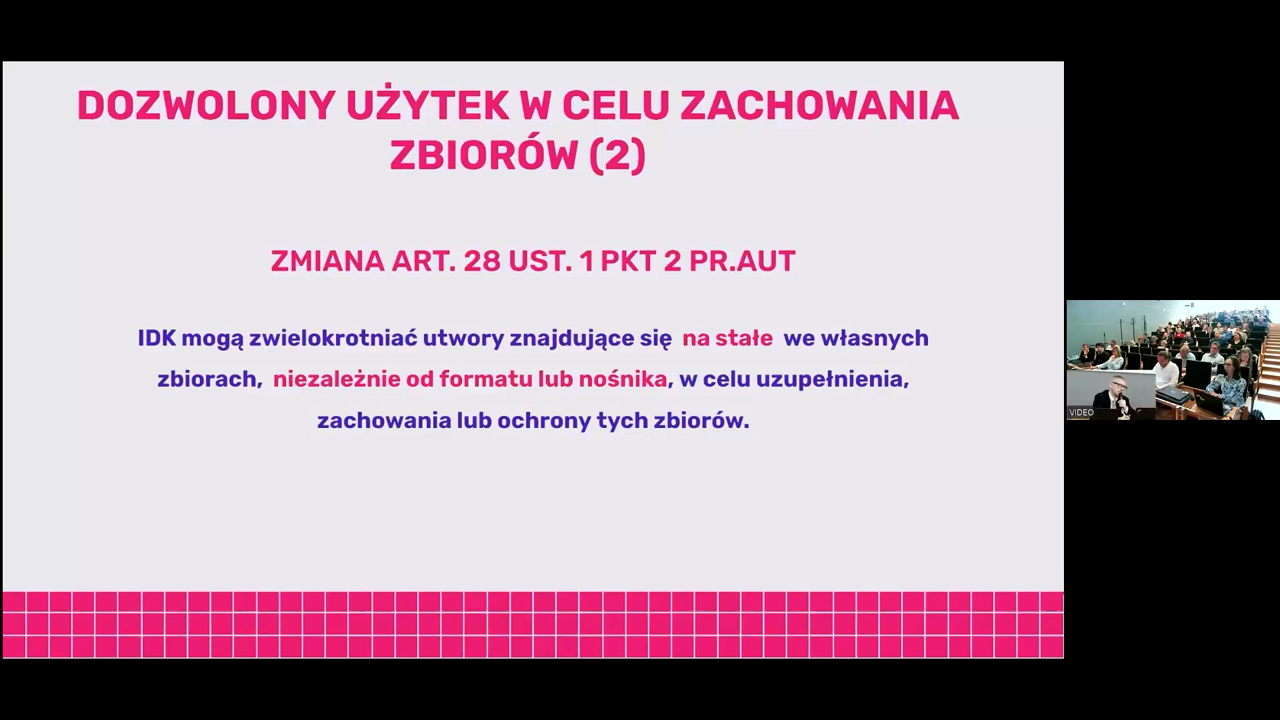 DOZWOLONY UŻYTEK W CELU ZACHOWANIA
ZBIORÓW (2)
ZMIANA ART. 28 UST. 1 PKT 2 PR.AUT
IDK mogą zwielokrotniać utwory znajdujące się na stałe we własnych
zbiorach, niezależnie od formatu lub nośnika, w celu uzupełnienia,
zachowania lub ochrony tych zbiorów.
VIDEO